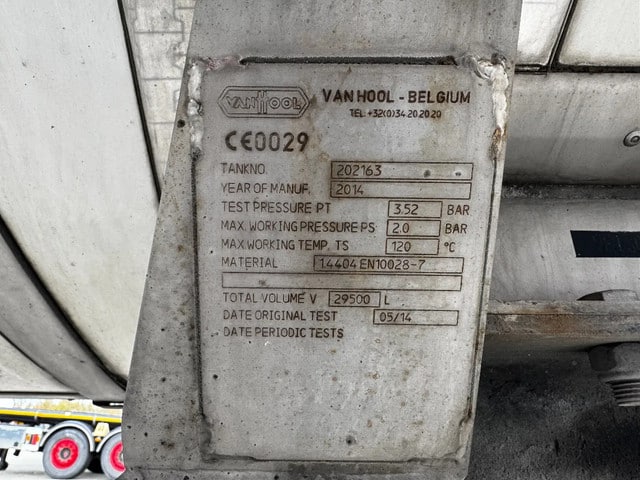 VANHOOL
VAN HOOL - BELGIUM
TEL. +32(0)34.20.20.20
CE0029
TANKNO. 202163
YEAR OF MANUF. 2014
TEST PRESSURE PT 3.52 BAR
MAX. WORKING PRESSURE PS 2.0 BAR
MAX. WORKING TEMP. TS 120 °C
MATERIAL 1.4404 EN10028-7
TOTAL VOLUME V 29500 L
DATE ORIGINAL TEST 05/14
DATE PERIODIC TESTS